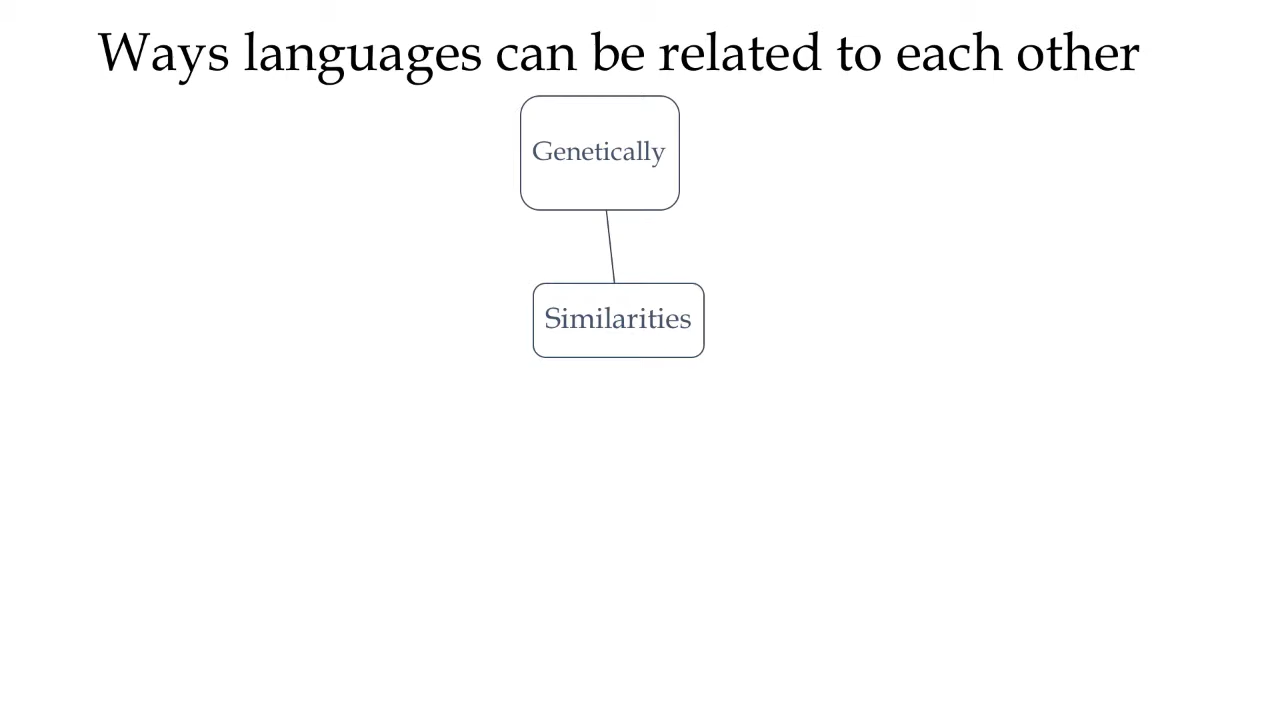 Ways languages can be related to each other
Genetically
Similarities